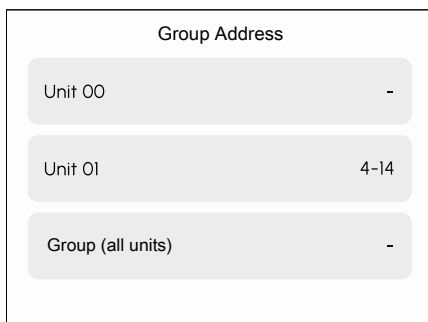 Group Address
Unit 00 -
Unit 01 4-14
Group (all units) -